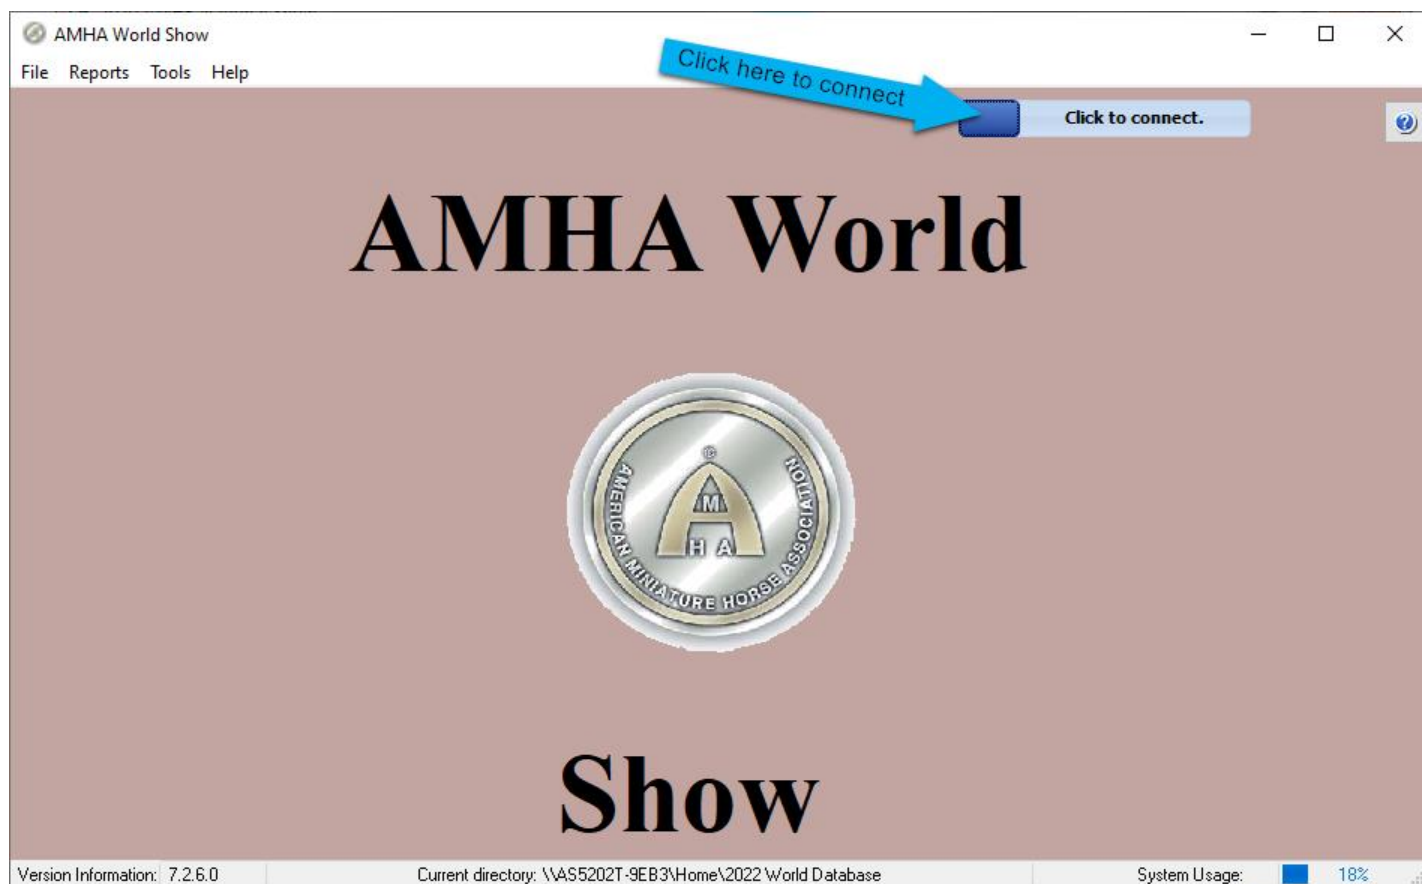 AMHA World Show
File Reports Tools Help
Click here to connect
Click to connect.
AMHA World
©
AMERICAN MINIATURE HORSE ASSOCIATION
M
H A
Show
Version Information: 7.2.6.0 Current directory: \\AS5202T-9EB3\Home\2022 World Database System Usage: 18%